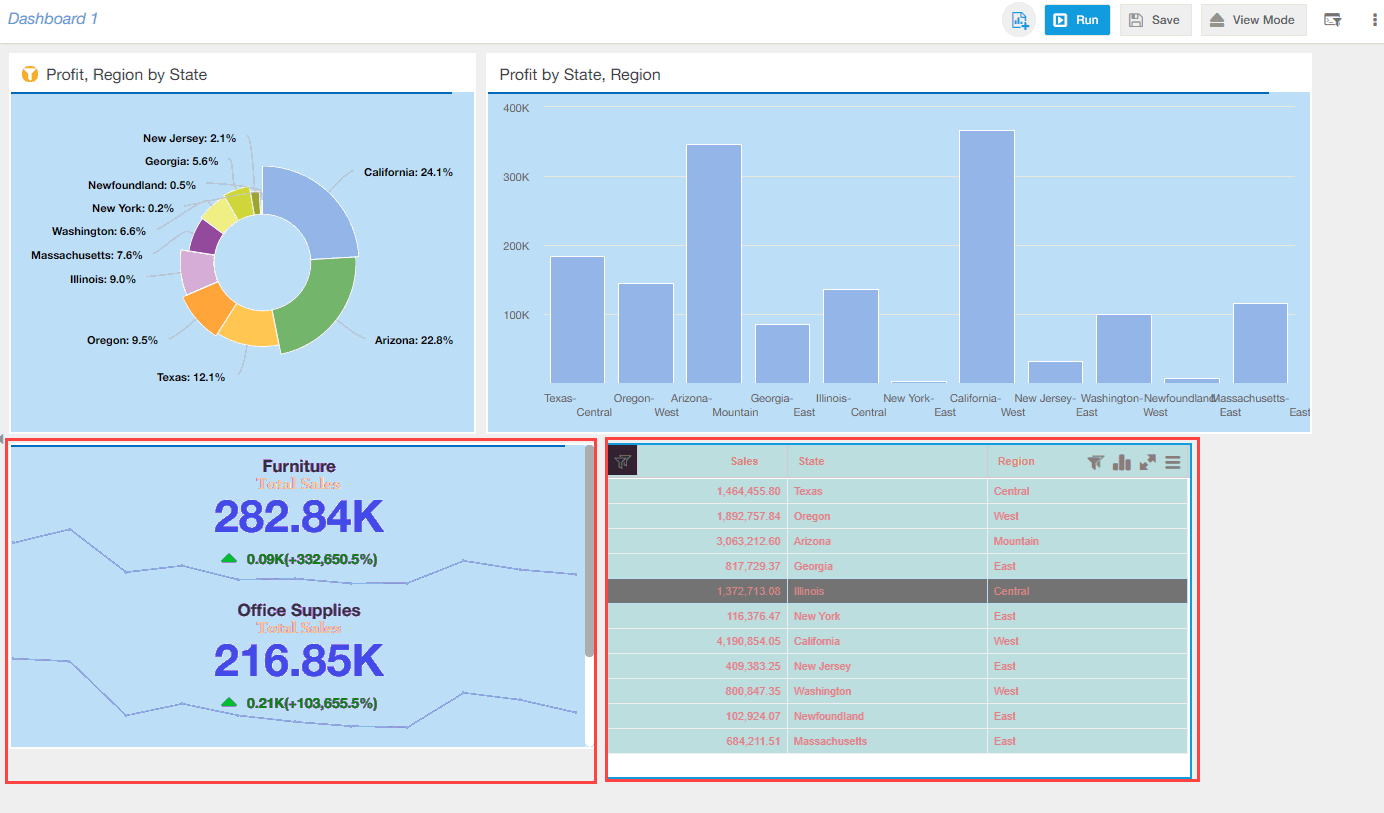 Dashboard 1
Run
Save
View Mode
Profit, Region by State
New Jersey: 2.1%
Georgia: 5.6%
California: 24.1%
Newfoundland: 0.5%
New York: 0.2%
Washington: 6.6%
Massachusetts: 7.6%
Illinois: 9.0%
Oregon: 9.5%
Arizona: 22.8%
Texas: 12.1%
Profit by State, Region
400K
300K
200K
100K
Texas- Oregon- Arizona- Georgia- Illinois- New York- California- New Jersey- Washington- Newfoundland Massachusetts-
Central West Mountain East Central East West East West East East
Furniture
Total Sales
282.84K
0.09K(+332,650.5%)
Office Supplies
Total Sales
216.85K
0.21K(+103,655.5%)
Sales State Region
1,464,455.80 Texas Central
1,892,757.84 Oregon West
3,063,212.60 Arizona Mountain
817,729.37 Georgia East
1,372,713.08 Illinois Central
116,376.47 New York East
4,190,854.05 California West
409,383.25 New Jersey East
800,847.35 Washington West
102,924.07 Newfoundland East
684,211.51 Massachusetts East